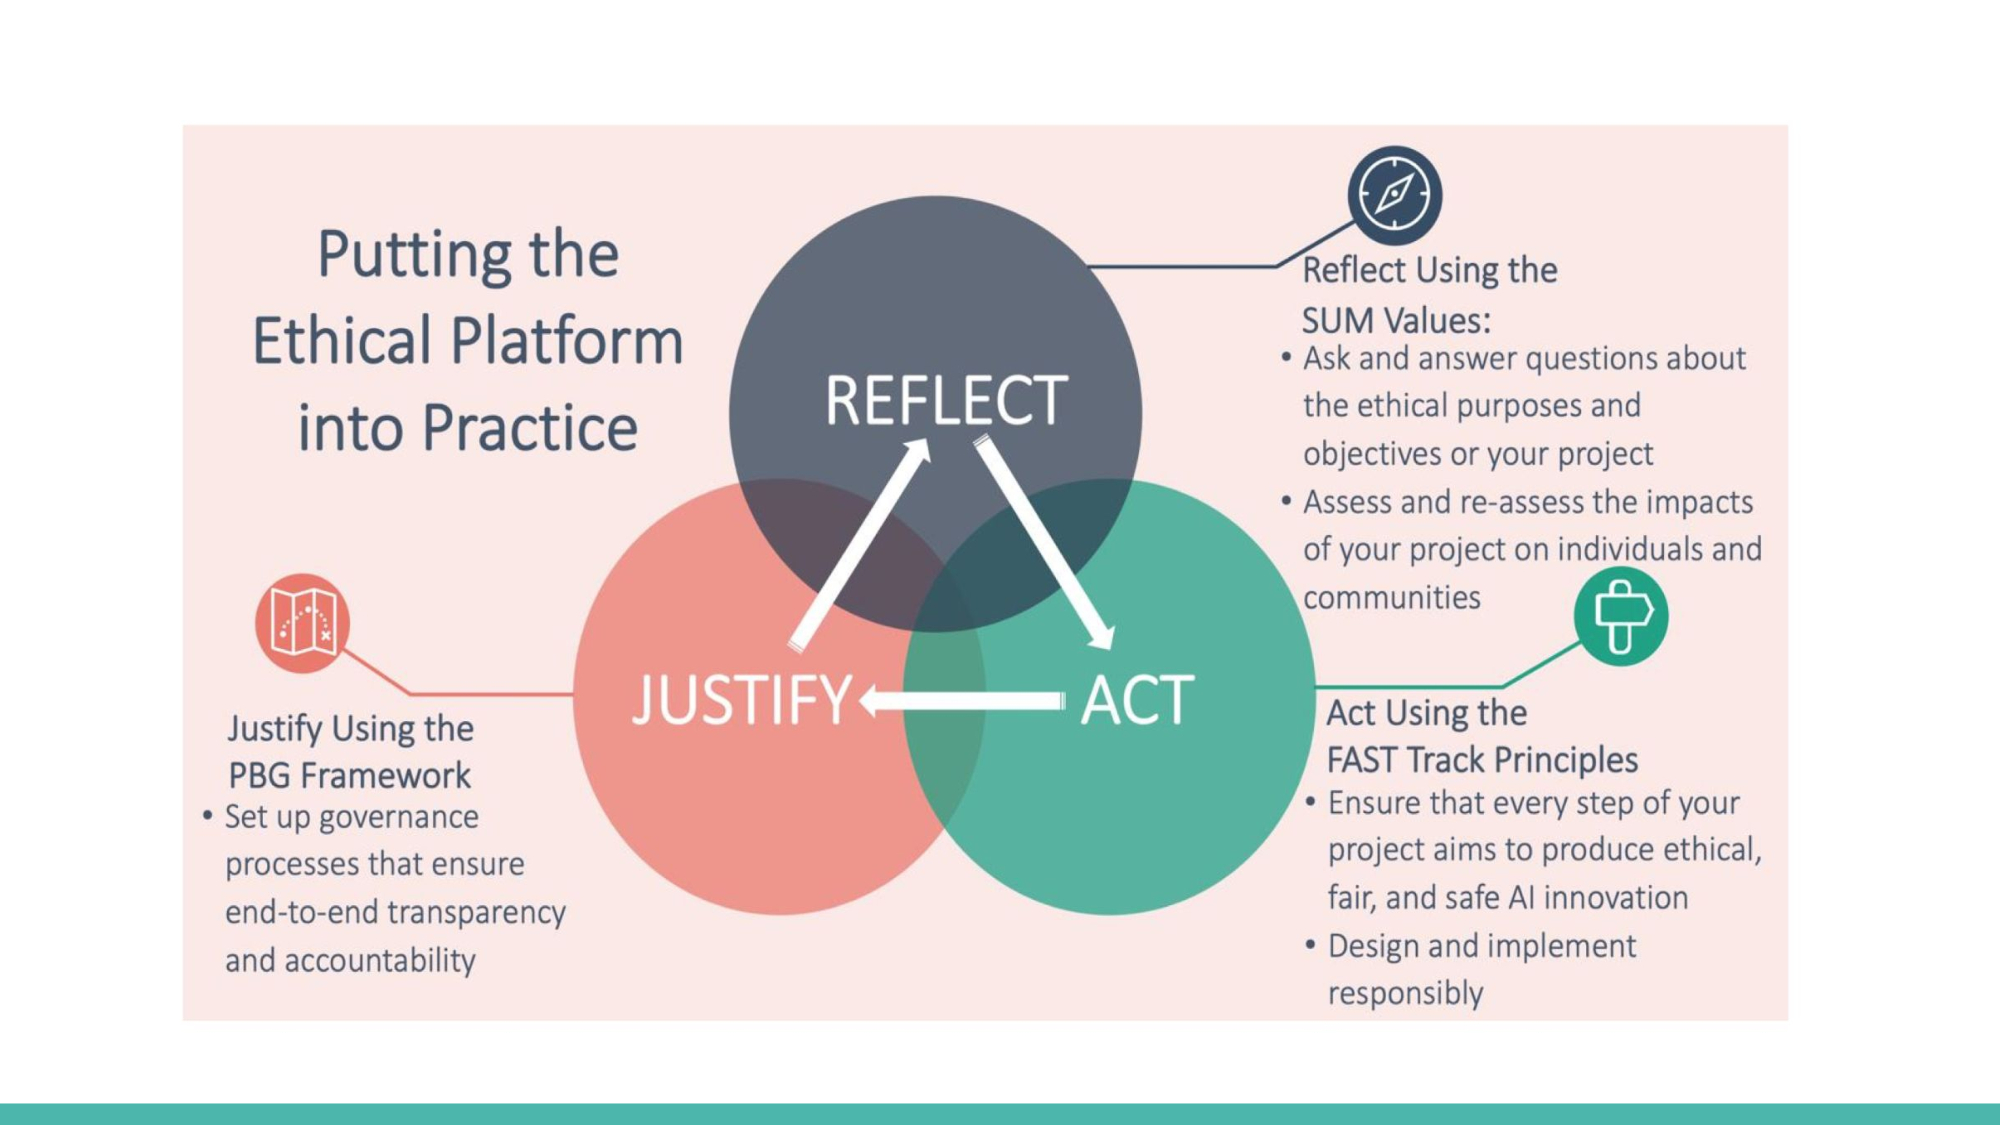 Putting the
Ethical Platform
into Practice
REFLECT
JUSTIFY
ACT
Reflect Using the
SUM Values:
• Ask and answer questions about
the ethical purposes and
objectives or your project
• Assess and re-assess the impacts
of your project on individuals and
communities
Justify Using the
PBG Framework
• Set up governance
processes that ensure
end-to-end transparency
and accountability
Act Using the
FAST Track Principles
• Ensure that every step of your
project aims to produce ethical,
fair, and safe AI innovation
• Design and implement
responsibly